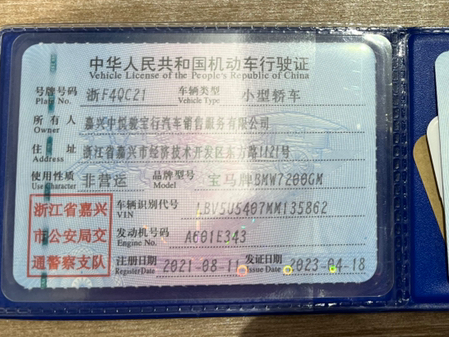 中华人民共和国机动车行驶证
Vehicle License of the People's Republic of China
号牌号码 浙F4QC21 车辆类型 小型轿车
Plate No. Vehicle Type
所有人 嘉兴中悦骏宝行汽车销售服务有限公司
Owner
住址 浙江省嘉兴市经济技术开发区东方路1121号
Address
使用性质 非营运 品牌型号 宝马牌BMW7200GM
Use Character Model
浙江省嘉兴
市公安局交
通警察支队
车辆识别代号 LBV5U5407MM135862
VIN
发动机号码 A601E343
Engine No.
注册日期 2021-08-11 发证日期 2023-04-18
Register Date Issue Date